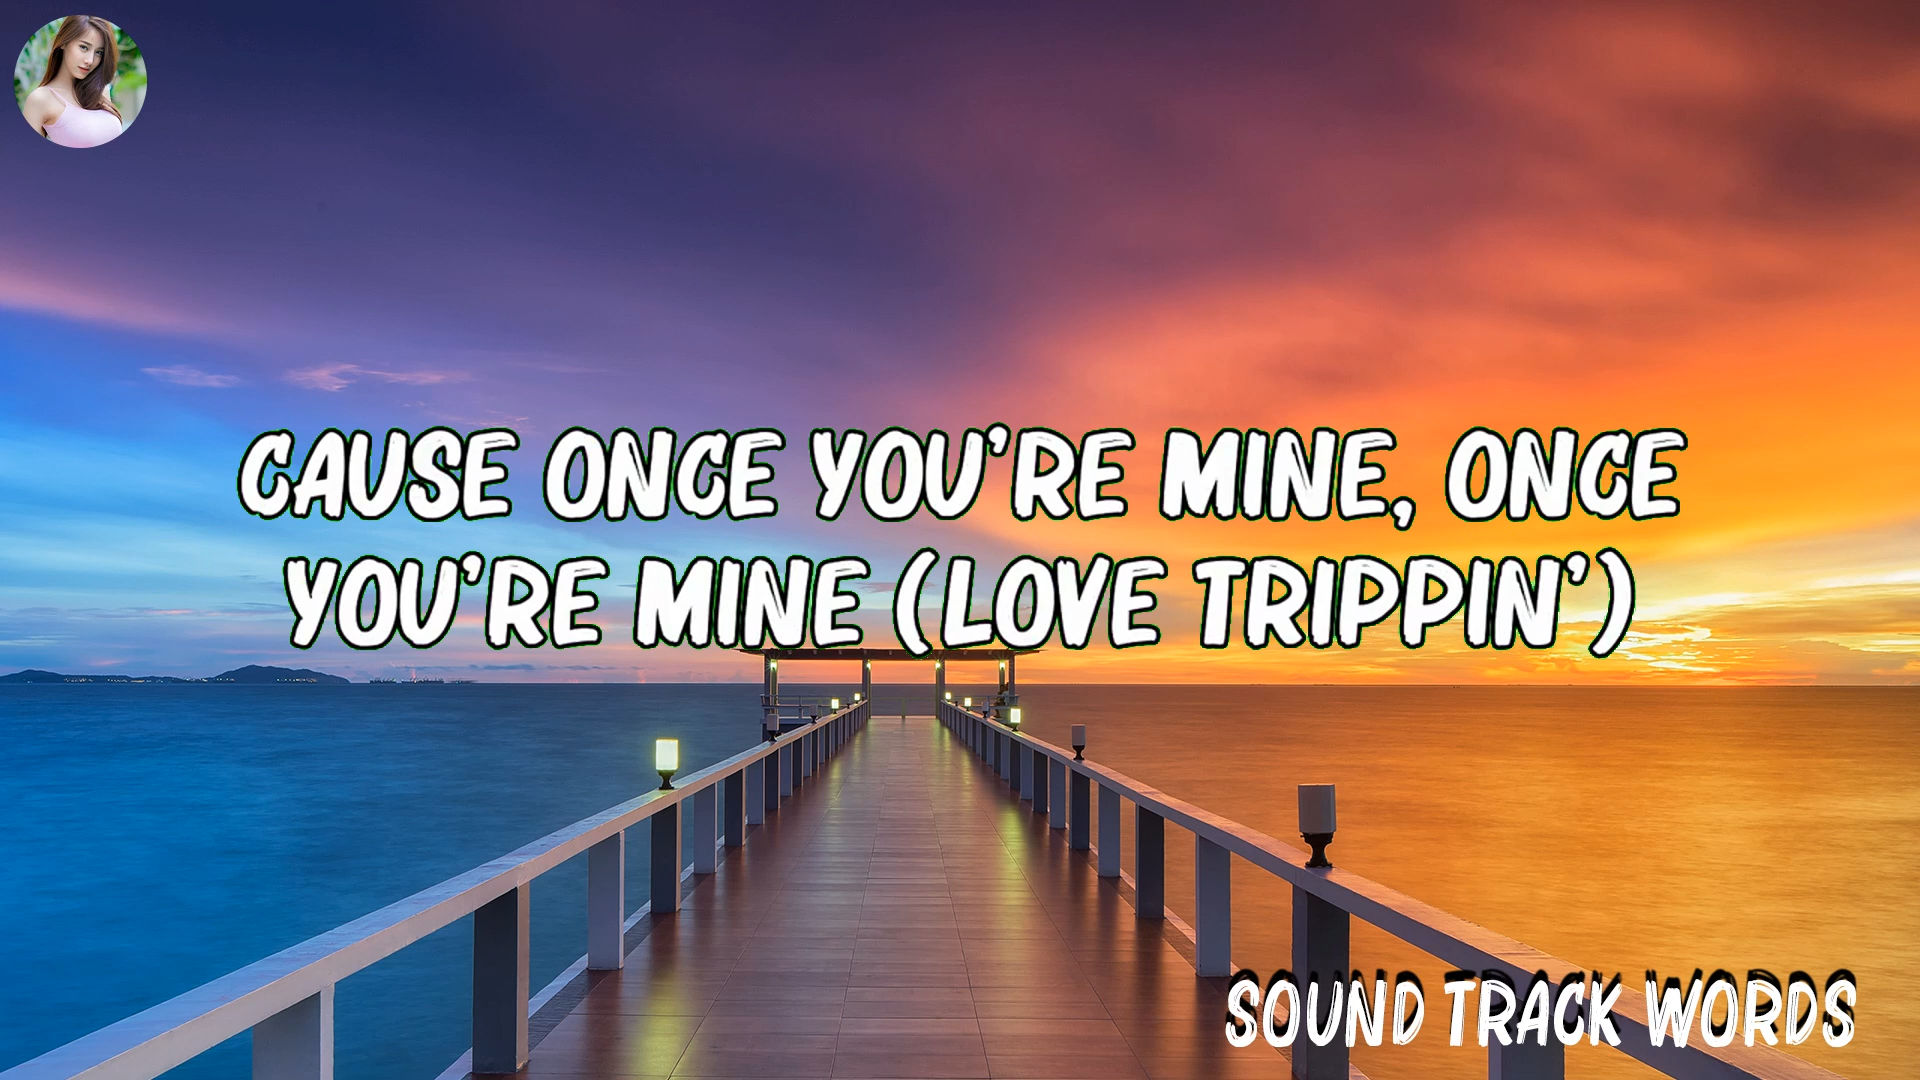 CAUSE ONCE YOU'RE MINE, ONCE
YOU'RE MINE (LOVE TRIPPIN')
SOUND TRACK WORDS